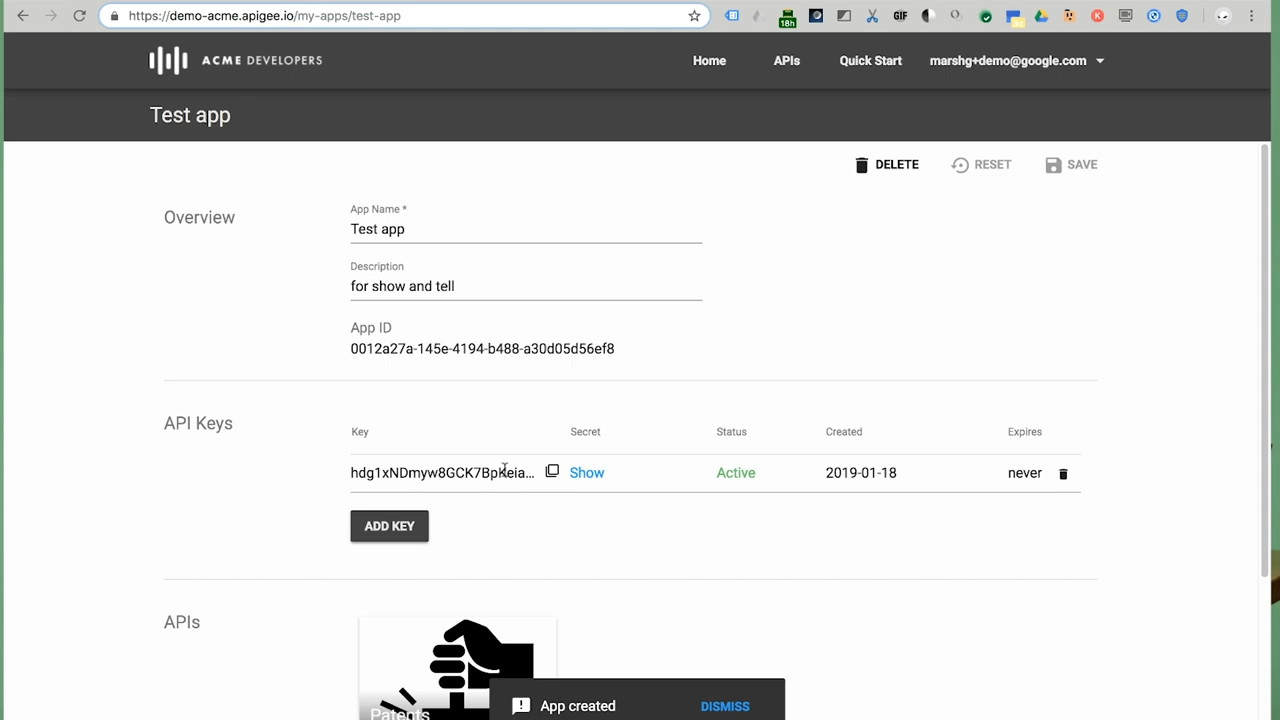 https://demo-acme.apigee.io/my-apps/test-app
GIF
18h
K
ACME DEVELOPERS
Home
APIs
Quick Start
marshg+demo@google.com
Test app
DELETE
RESET
SAVE
Overview
App Name *
Test app
Description
for show and tell
App ID
0012a27a-145e-4194-b488-a30d05d56ef8
API Keys
Key
Secret
Status
Created
Expires
hdg1xNDmyw8GCK7BpKeia...
Show
Active
2019-01-18
never
ADD KEY
APIs
Patents
App created
DISMISS